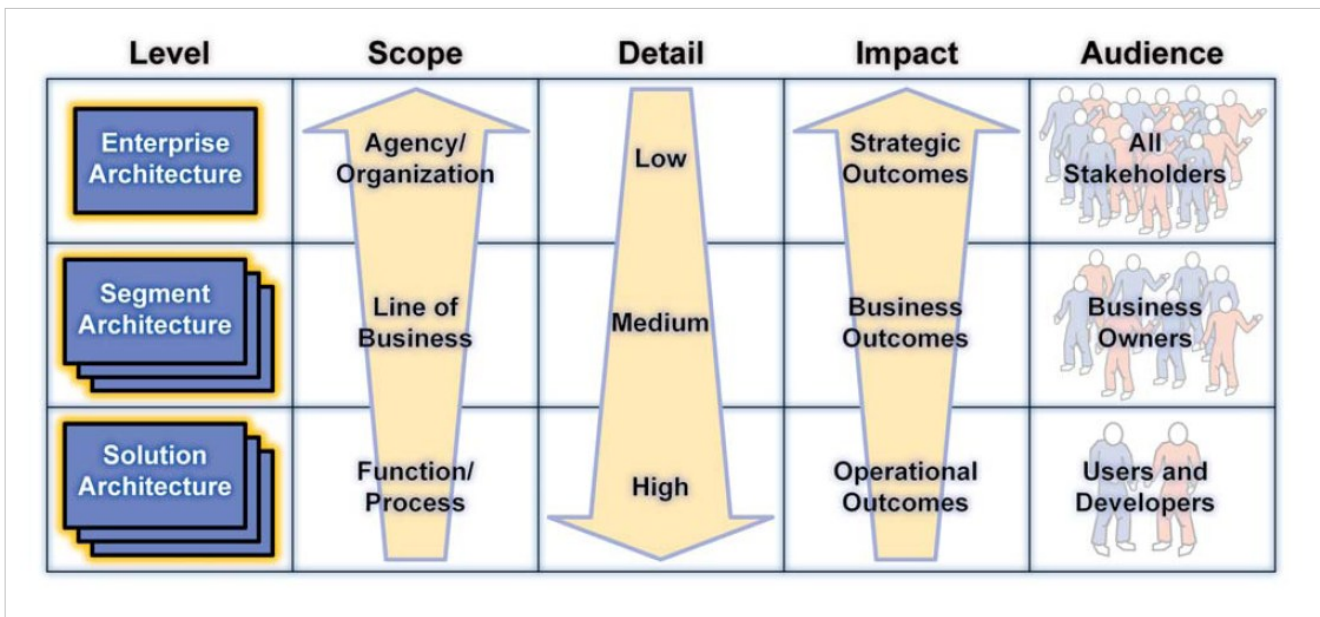 Level Scope Detail Impact Audience
Enterprise
Architecture
Agency/
Organization
Low
Strategic
Outcomes
All
Stakeholders
Segment
Architecture
Line of
Business
Medium
Business
Outcomes
Business
Owners
Solution
Architecture
Function/
Process
High
Operational
Outcomes
Users and
Developers